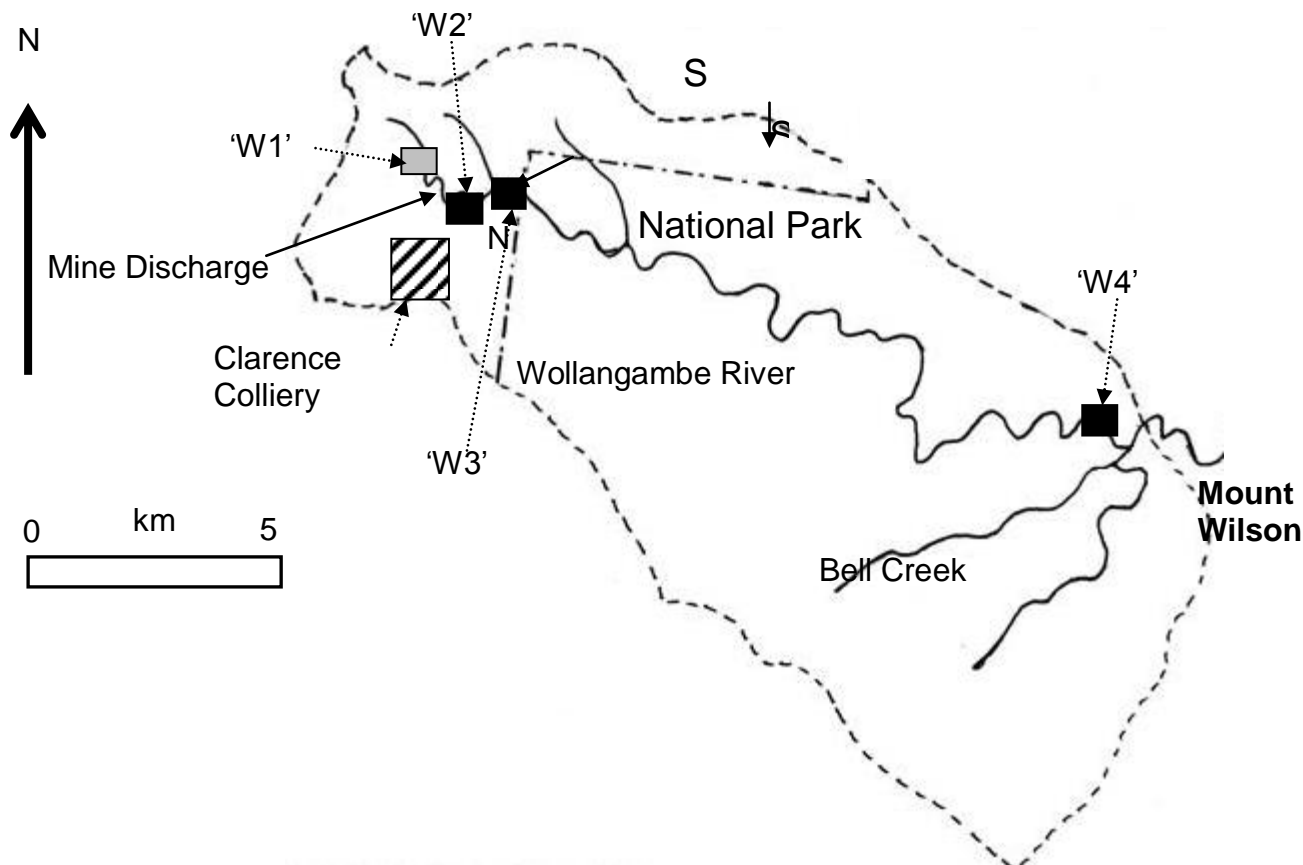 N
‘W2’
S
‘W1’
National Park
N
Mine Discharge
‘W4’
Clarence
Colliery
Wollangambe River
‘W3’
Mount
Wilson
km
0 5
Bell Creek